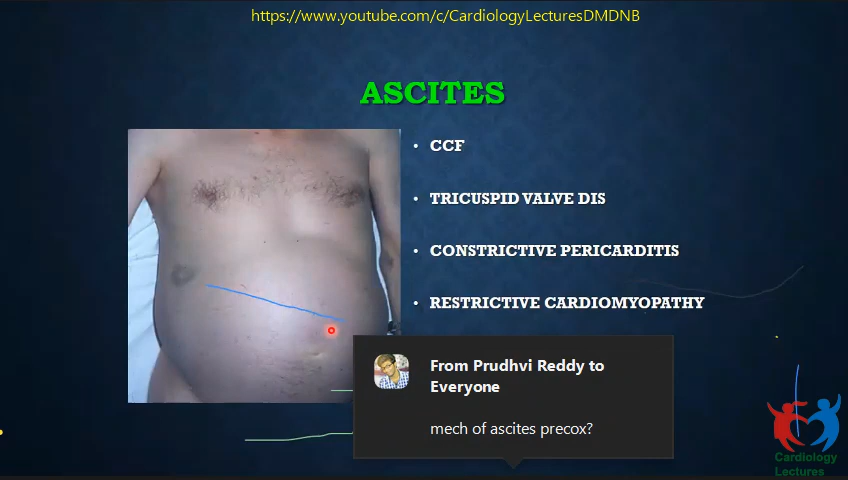 https://www.youtube.com/c/CardiologyLecturesDMDNB
ASCITES
• CCF
• TRICUSPID VALVE DIS
• CONSTRICTIVE PERICARDITIS
• RESTRICTIVE CARDIOMYOPATHY
From Prudhvi Reddy to
Everyone
mech of ascites precox?
Cardiology
Lectures